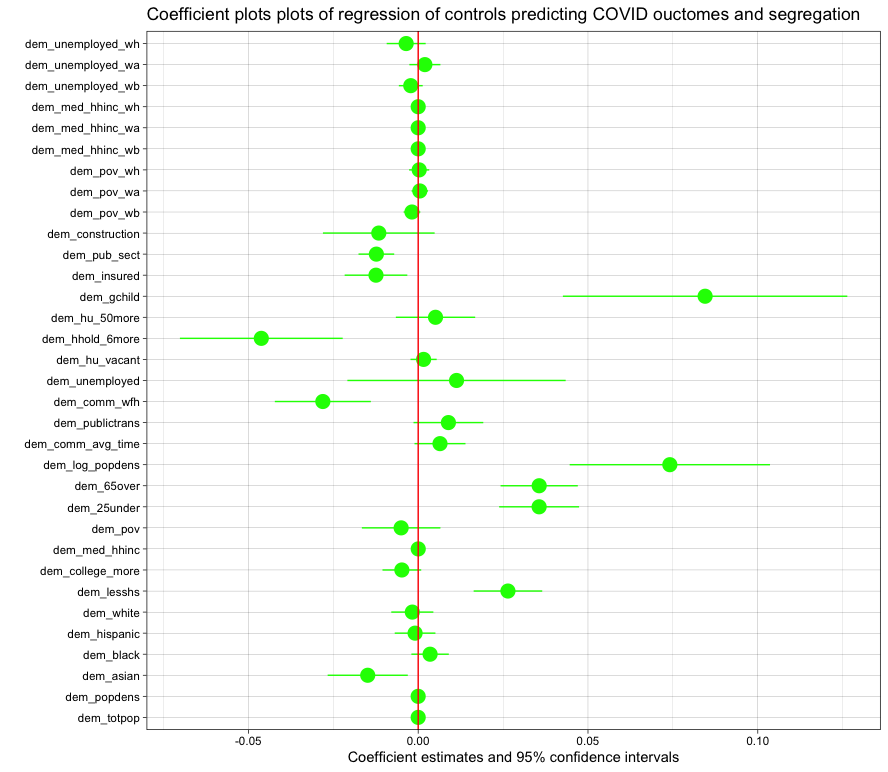 Coefficient plots plots of regression of controls predicting COVID ouctomes and segregation
dem_unemployed_wh
dem_unemployed_wa
dem_unemployed_wb
dem_med_hhinc_wh
dem_med_hhinc_wa
dem_med_hhinc_wb
dem_pov_wh
dem_pov_wa
dem_pov_wb
dem_construction
dem_pub_sect
dem_insured
dem_gchild
dem_hu_50more
dem_hhold_6more
dem_hu_vacant
dem_unemployed
dem_comm_wfh
dem_publictrans
dem_comm_avg_time
dem_log_popdens
dem_65over
dem_25under
dem_pov
dem_med_hhinc
dem_college_more
dem_lesshs
dem_white
dem_hispanic
dem_black
dem_asian
dem_popdens
dem_totpop
-0.05 0.00 0.05 0.10
Coefficient estimates and 95% confidence intervals